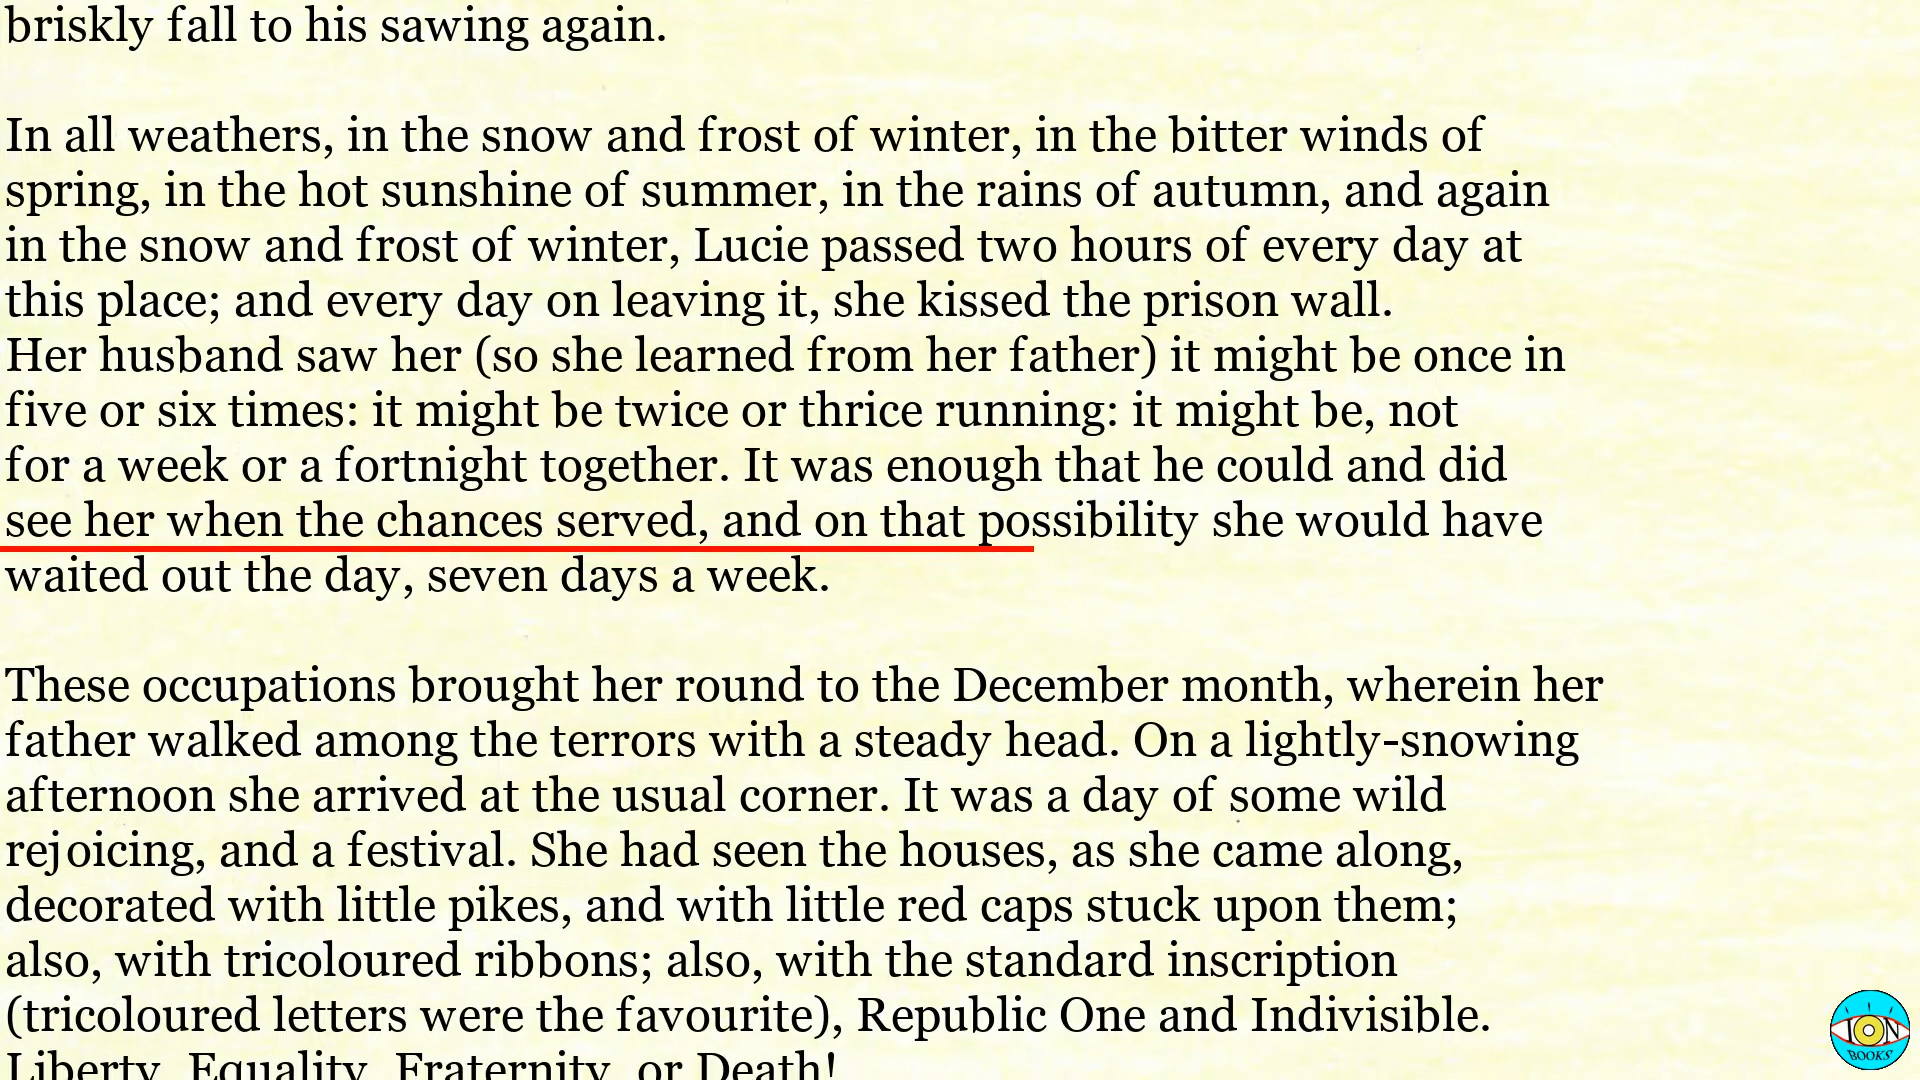 briskly fall to his sawing again.
In all weathers, in the snow and frost of winter, in the bitter winds of
spring, in the hot sunshine of summer, in the rains of autumn, and again
in the snow and frost of winter, Lucie passed two hours of every day at
this place; and every day on leaving it, she kissed the prison wall.
Her husband saw her (so she learned from her father) it might be once in
five or six times: it might be twice or thrice running: it might be, not
for a week or a fortnight together. It was enough that he could and did
see her when the chances served, and on that possibility she would have
waited out the day, seven days a week.
These occupations brought her round to the December month, wherein her
father walked among the terrors with a steady head. On a lightly-snowing
afternoon she arrived at the usual corner. It was a day of some wild
rejoicing, and a festival. She had seen the houses, as she came along,
decorated with little pikes, and with little red caps stuck upon them;
also, with tricoloured ribbons; also, with the standard inscription
(tricoloured letters were the favourite), Republic One and Indivisible.
Liberty, Equality, Fraternity, or Death!
ION
BOOKS